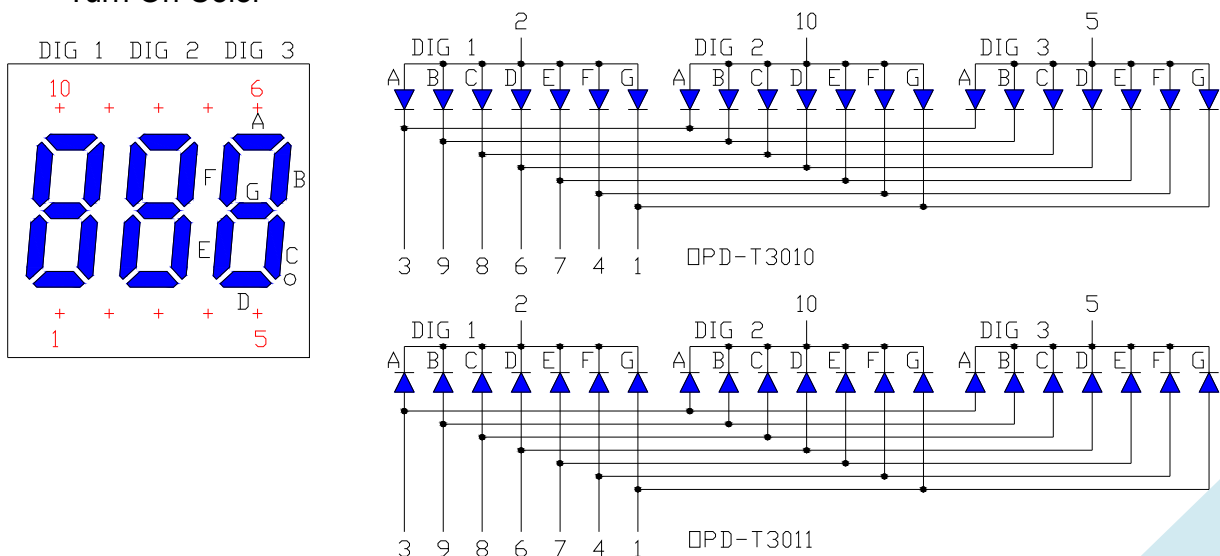 DIG 1 DIG 2 DIG 3
10 6
A
F B
G
E C
D
1 5
2 10 5
DIG 1 DIG 2 DIG 3
A B C D E F G A B C D E F G A B C D E F G
3 9 8 6 7 4 1
OPD-T3010
2 10 5
DIG 1 DIG 2 DIG 3
A B C D E F G A B C D E F G A B C D E F G
3 9 8 6 7 4 1
OPD-T3011